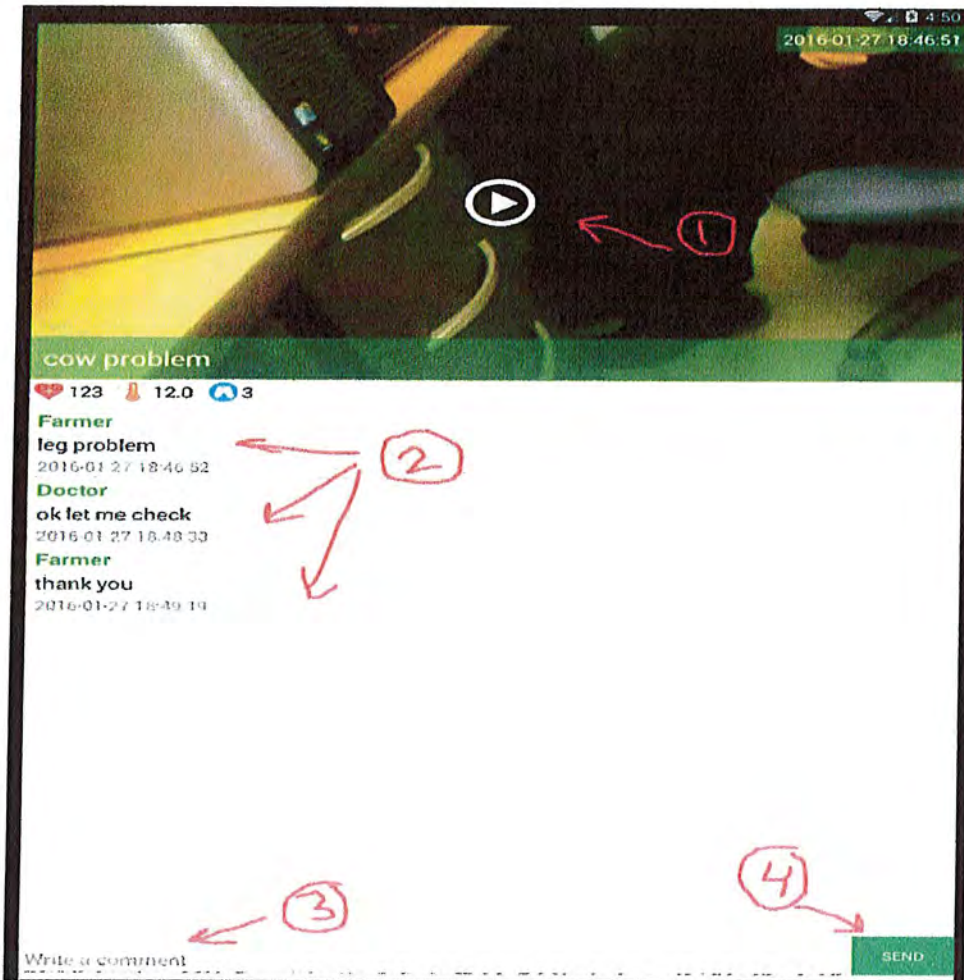 4:50
2016-01-27 18:46:51
1
cow problem
123 12.0 3
Farmer
leg problem
2016-01-27 18:46:52
2
Doctor
ok let me check
2016-01-27 18:48:33
Farmer
thank you
2016-01-27 18:49:19
4
3
Write a comment
SEND